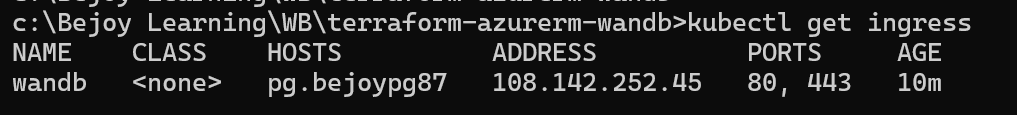 c:\Bejoy Learning\WB\terraform-azurerm-wandb>kubectl get ingress
NAME CLASS HOSTS ADDRESS PORTS AGE
wandb <none> pg.bejoypg87 108.142.252.45 80, 443 10m